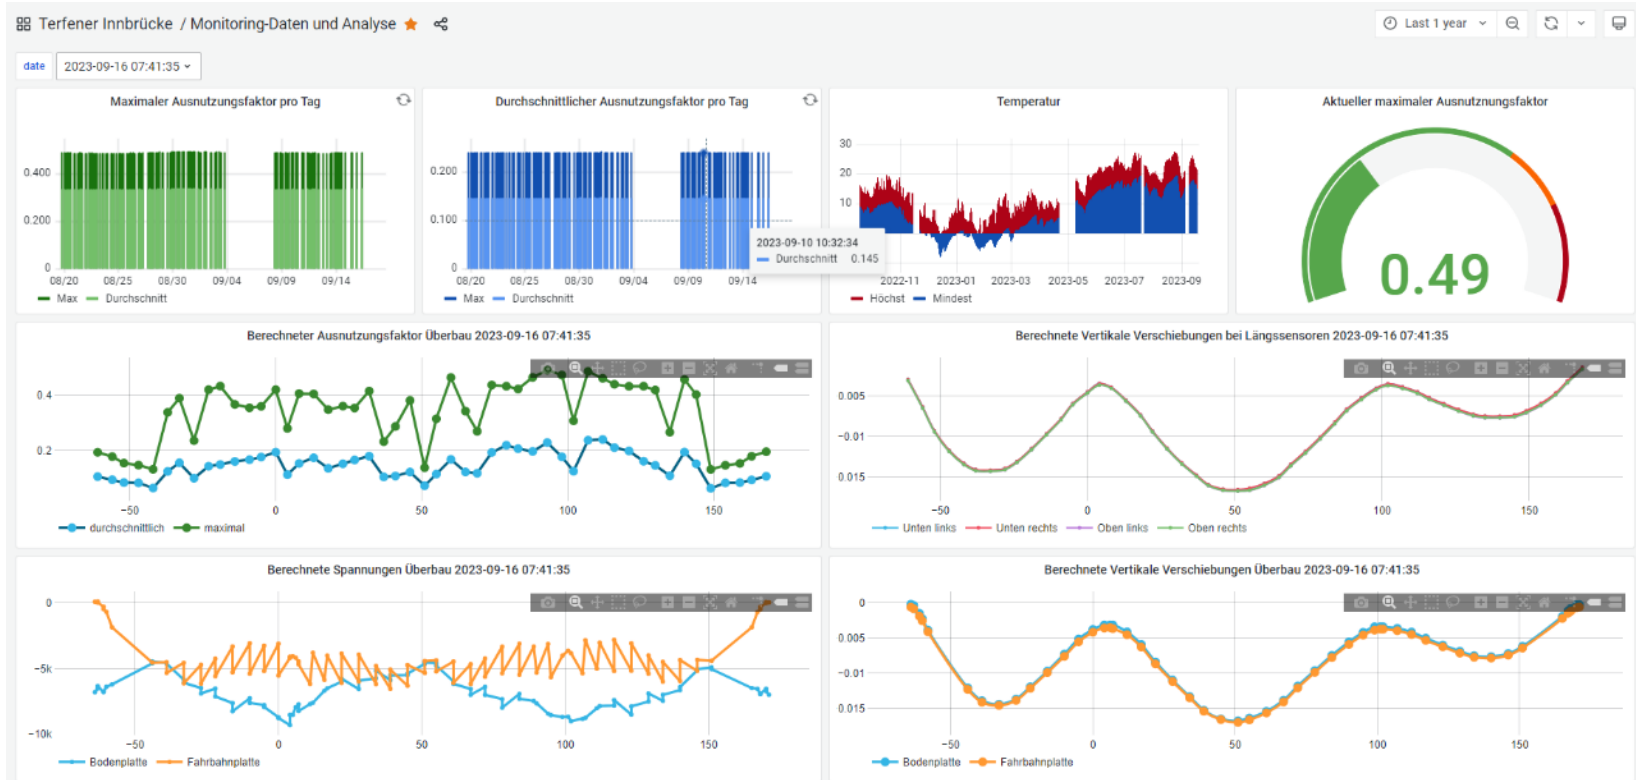 Terfener Innbrücke / Monitoring-Daten und Analyse
Last 1 year
date 2023-09-16 07:41:35
Maximaler Ausnutzungsfaktor pro Tag
0.400
0.200
0
08/20 08/25 08/30 09/04 09/09 09/14
Max Durchschnitt
Durchschnittlicher Ausnutzungsfaktor pro Tag
0.200
0.100
0
08/20 08/25 08/30 09/04 09/09 09/14
Max Durchschnitt
2023-09-10 10:32:34
Durchschnitt 0.145
Temperatur
30
20
10
2022-11 2023-01 2023-03 2023-05 2023-07 2023-09
Höchst Mindest
Aktueller maximaler Ausnutznungsfaktor
0.49
Berechneter Ausnutzungsfaktor Überbau 2023-09-16 07:41:35
0.4
0.2
−50 0 50 100 150
durchschnittlich maximal
Berechnete Vertikale Verschiebungen bei Längssensoren 2023-09-16 07:41:35
0.005
−0.01
0.015
−50 0 50 100 150
Unten links Unten rechts Oben links Oben rechts
Berechnete Spannungen Überbau 2023-09-16 07:41:35
0
−5k
−10k
−50 0 50 100 150
Bodenplatte Fahrbahnplatte
Berechnete Vertikale Verschiebungen Überbau 2023-09-16 07:41:35
0
0.005
−0.01
0.015
−50 0 50 100 150
Bodenplatte Fahrbahnplatte